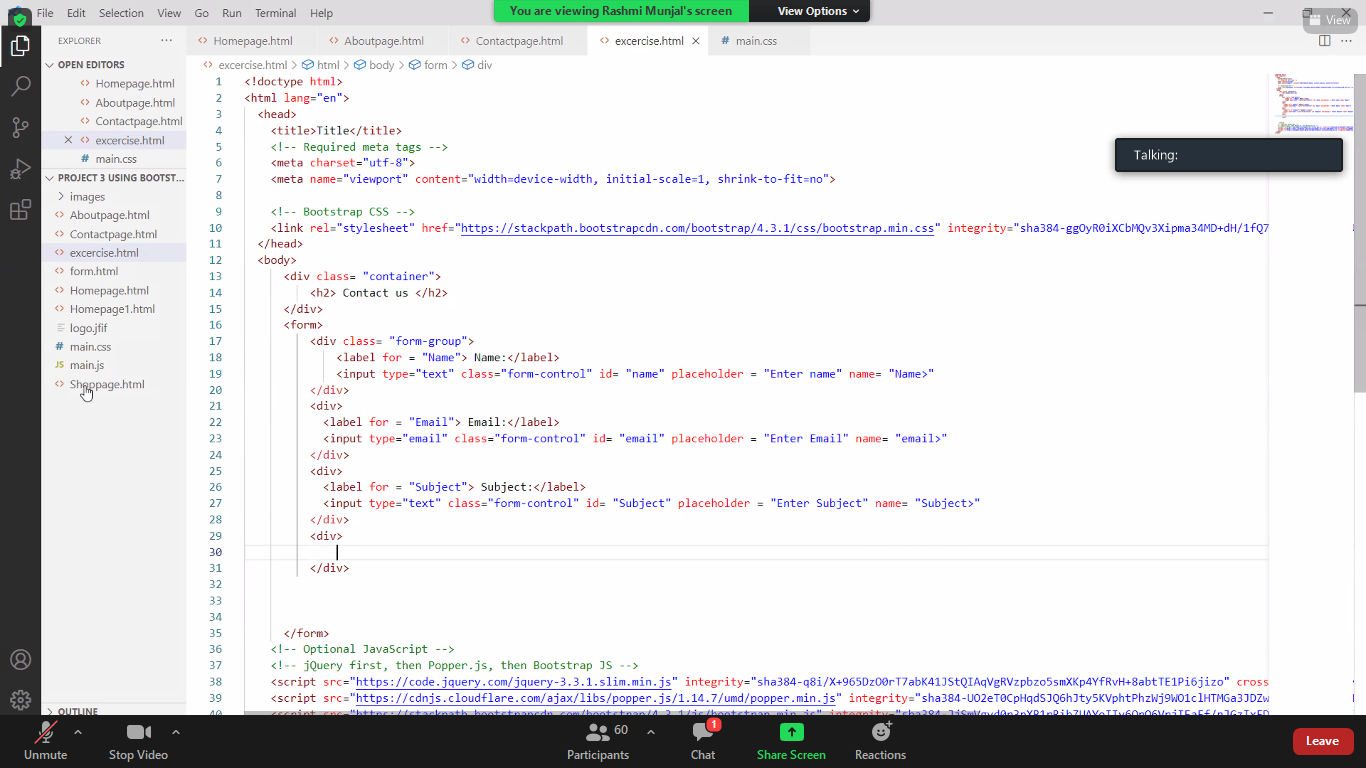 File Edit Selection View Go Run Terminal Help
You are viewing Rashmi Munjal's screen
View Options
View
EXPLORER
Homepage.html
Aboutpage.html
Contactpage.html
excercise.html
main.css
OPEN EDITORS
Homepage.html
Aboutpage.html
Contactpage.html
excercise.html
# main.css
PROJECT 3 USING BOOTST...
images
Aboutpage.html
Contactpage.html
excercise.html
form.html
Homepage.html
Homepage1.html
logo.jfif
# main.css
JS main.js
Shoppage.html
OUTLINE
excercise.html > html > body > form > div
1 <!doctype html>
2 <html lang="en">
3 <head>
4 <title>Title</title>
5 <!-- Required meta tags -->
6 <meta charset="utf-8">
7 <meta name="viewport" content="width=device-width, initial-scale=1, shrink-to-fit=no">
8
9 <!-- Bootstrap CSS -->
10 <link rel="stylesheet" href="https://stackpath.bootstrapcdn.com/bootstrap/4.3.1/css/bootstrap.min.css" integrity="sha384-ggOyR0iXCbMQv3Xipma34MD+dH/1fQ7
11 </head>
12 <body>
13 <div class= "container">
14 <h2> Contact us </h2>
15 </div>
16 <form>
17 <div class= "form-group">
18 <label for = "Name"> Name:</label>
19 <input type="text" class="form-control" id= "name" placeholder = "Enter name" name= "Name>"
20 </div>
21 <div>
22 <label for = "Email"> Email:</label>
23 <input type="email" class="form-control" id= "email" placeholder = "Enter Email" name= "email>"
24 </div>
25 <div>
26 <label for = "Subject"> Subject:</label>
27 <input type="text" class="form-control" id= "Subject" placeholder = "Enter Subject" name= "Subject>"
28 </div>
29 <div>
30
31 </div>
32
33
34
35 </form>
36 <!-- Optional JavaScript -->
37 <!-- jQuery first, then Popper.js, then Bootstrap JS -->
38 <script src="https://code.jquery.com/jquery-3.3.1.slim.min.js" integrity="sha384-q8i/X+965DzO0rT7abK41JStQIAqVgRVzpbzo5smXKp4YfRvH+8abtTE1Pi6jizo" cross
39 <script src="https://cdnjs.cloudflare.com/ajax/libs/popper.js/1.14.7/umd/popper.min.js" integrity="sha384-UO2eT0CpHqdSJQ6hJty5KVphtPhzWj9WO1clHTMGa3JDZw
40
Talking:
Unmute
Stop Video
Participants 60
Chat 1
Share Screen
Reactions
Leave